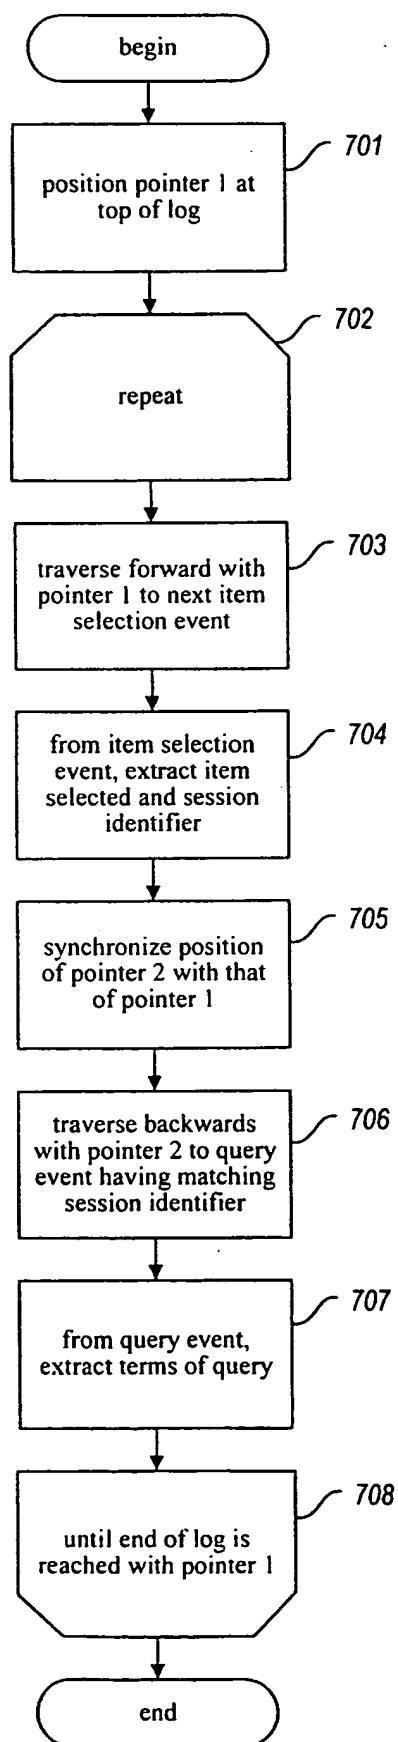 begin
701
position pointer 1 at
top of log
702
repeat
703
traverse forward with
pointer 1 to next item
selection event
704
from item selection
event, extract item
selected and session
identifier
705
synchronize position
of pointer 2 with that
of pointer 1
706
traverse backwards
with pointer 2 to query
event having matching
session identifier
707
from query event,
extract terms of query
708
until end of log is
reached with pointer 1
end